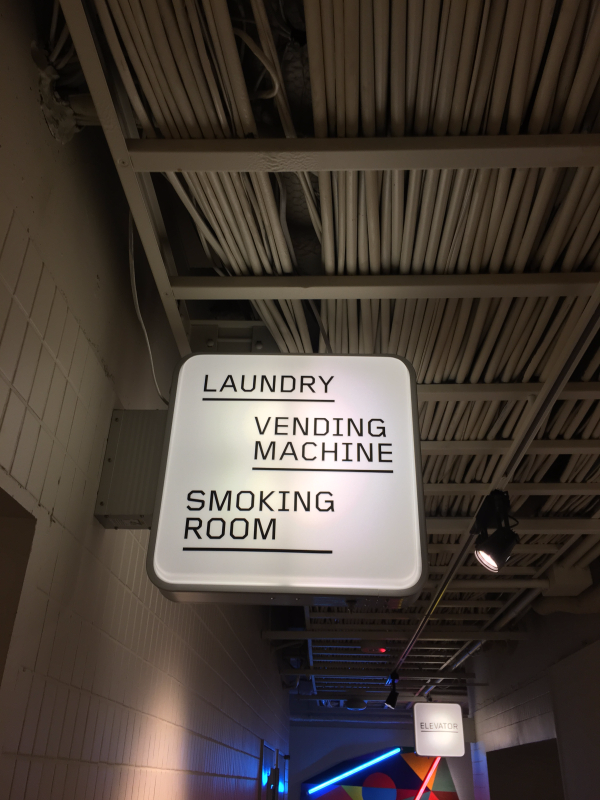 LAUNDRY
VENDING
MACHINE
SMOKING
ROOM
ELEVATOR